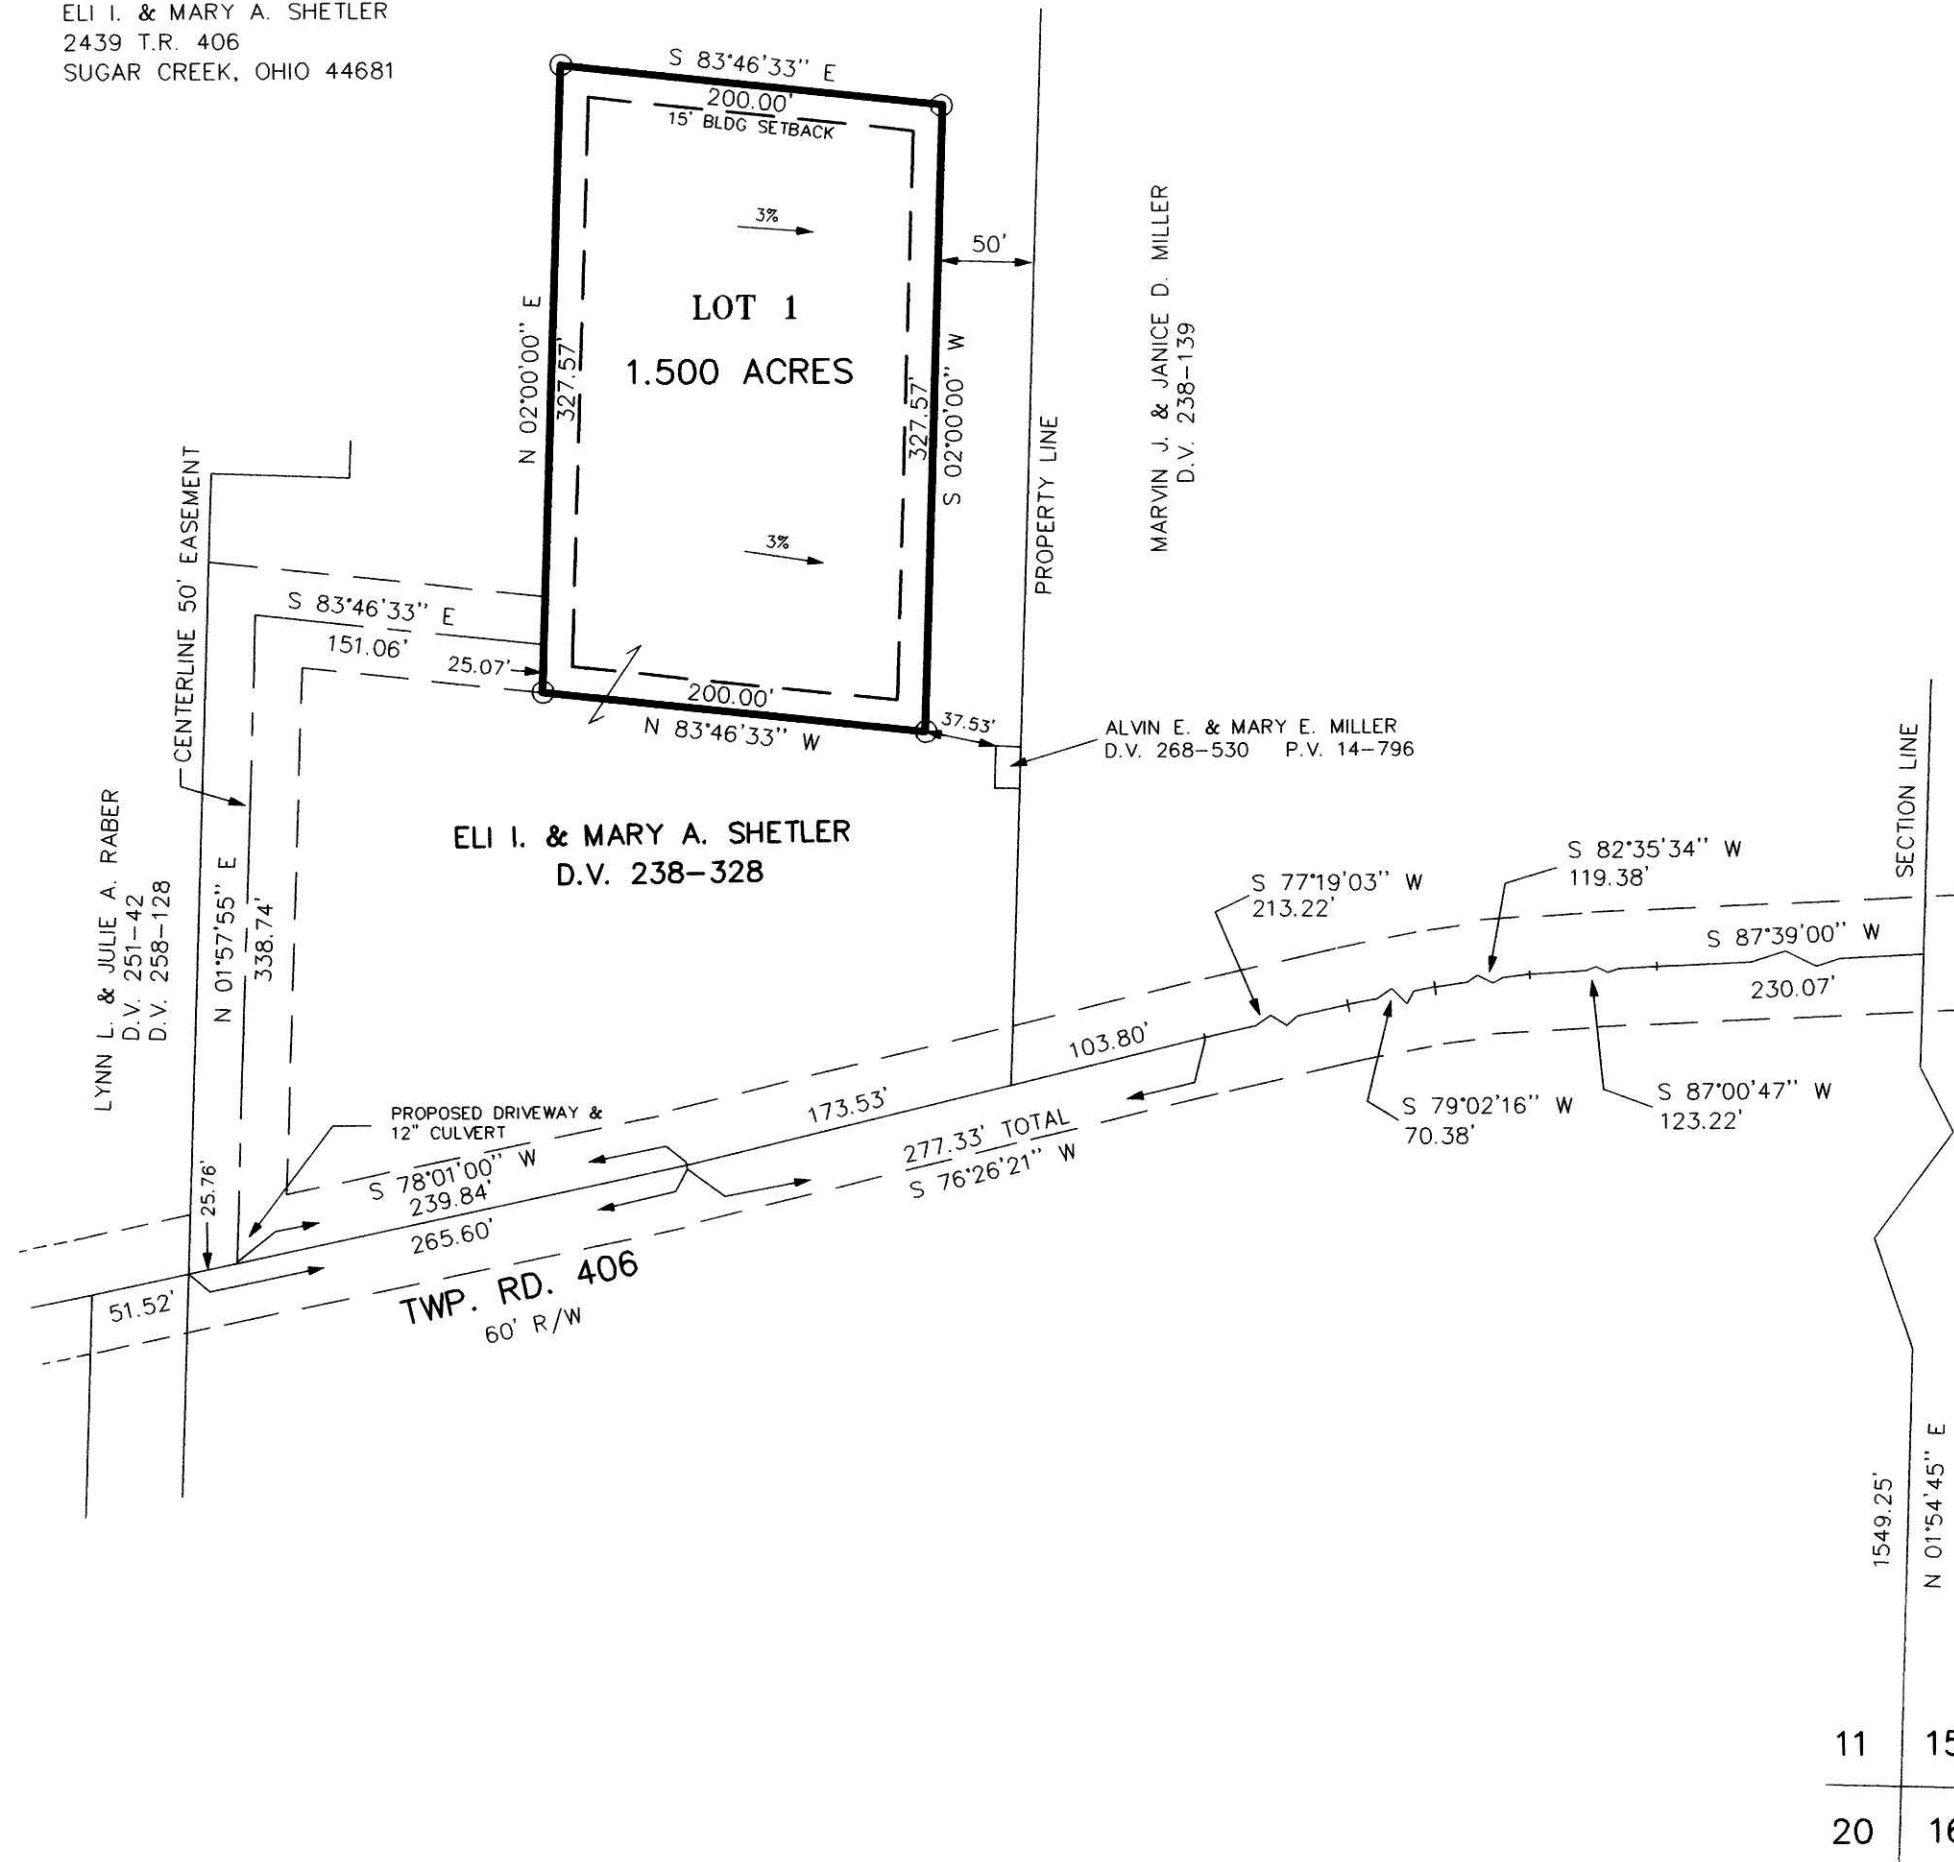 ELI I. & MARY A. SHETLER
2439 T.R. 406
SUGAR CREEK, OHIO 44681
S 83°46'33'' E
200.00'
15' BLDG SETBACK
3%
50'
LOT 1
1.500 ACRES
N 02°00'00'' E
327.57'
327.57'
S 02°00'00'' W
PROPERTY LINE
MARVIN J. & JANICE D. MILLER
D.V. 238-139
3%
CENTERLINE 50' EASEMENT
S 83°46'33'' E
151.06'
25.07'
200.00'
N 83°46'33'' W
37.53'
ALVIN E. & MARY E. MILLER
D.V. 268-530 P.V. 14-796
ELI I. & MARY A. SHETLER
D.V. 238-328
LYNN L. & JULIE A. RABER
D.V. 251-42
D.V. 258-128
N 01°57'55'' E
338.74'
SECTION LINE
S 82°35'34'' W
119.38'
S 77°19'03'' W
213.22'
S 87°39'00'' W
230.07'
103.80'
S 79°02'16'' W
70.38'
S 87°00'47'' W
123.22'
173.53'
277.33' TOTAL
S 76°26'21'' W
PROPOSED DRIVEWAY &
12" CULVERT
25.76'
S 78°01'00'' W
239.84'
265.60'
TWP. RD. 406
60' R/W
51.52'
1549.25'
N 01°54'45'' E
11
15
20
16